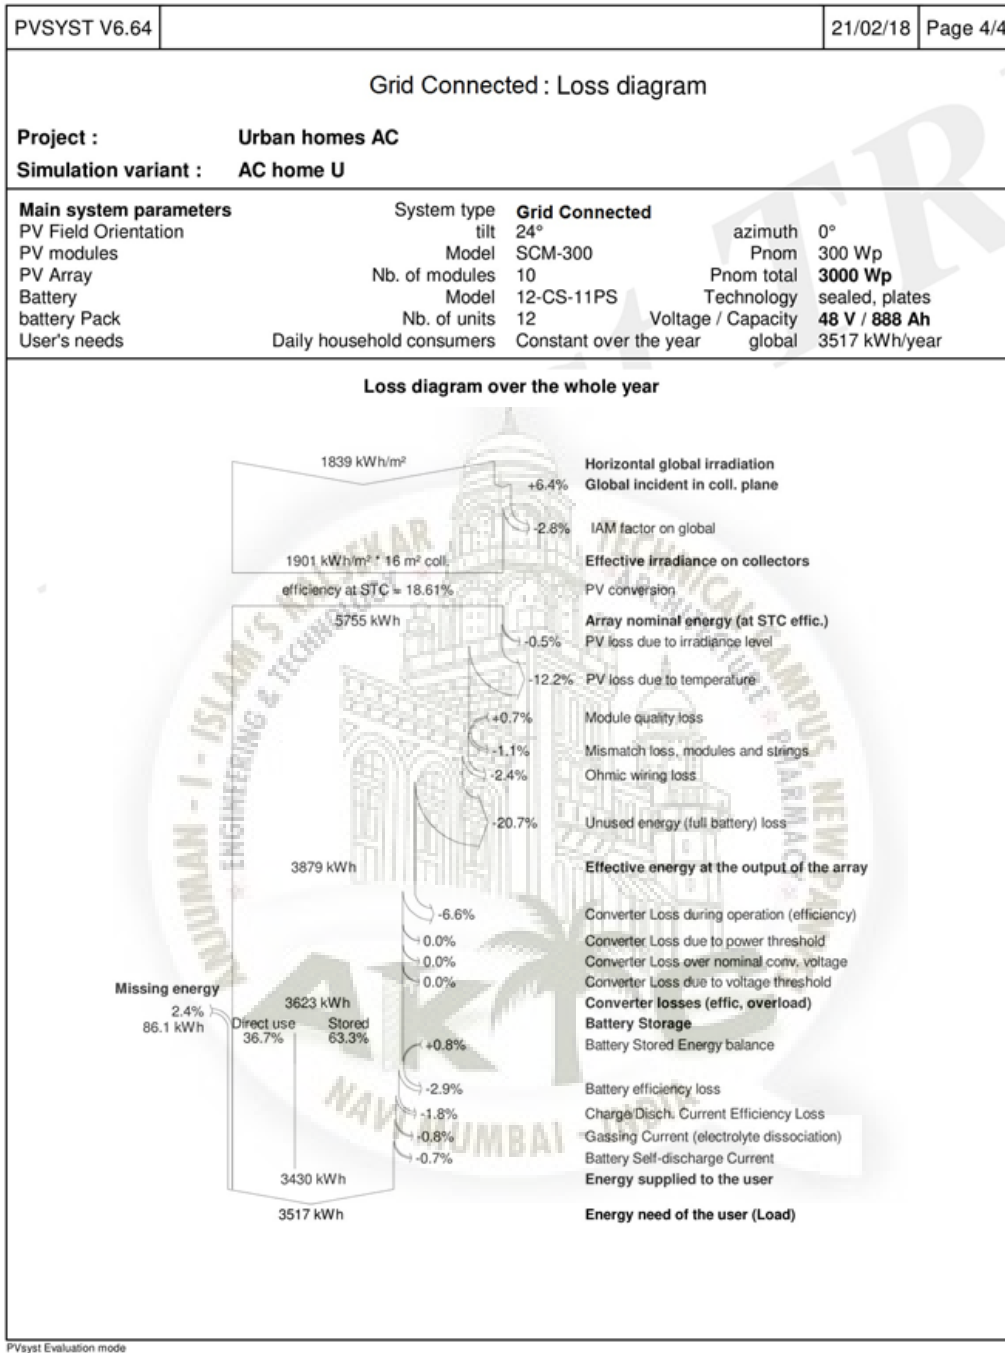 PVSYST V6.64 21/02/18 Page 4/4
Grid Connected : Loss diagram
Project : Urban homes AC
Simulation variant : AC home U
Main system parameters System type Grid Connected
PV Field Orientation tilt 24° azimuth 0°
PV modules Model SCM-300 Pnom 300 Wp
PV Array Nb. of modules 10 Pnom total 3000 Wp
Battery Model 12-CS-11PS Technology sealed, plates
battery Pack Nb. of units 12 Voltage / Capacity 48 V / 888 Ah
User's needs Daily household consumers Constant over the year global 3517 kWh/year
Loss diagram over the whole year
1839 kWh/m² Horizontal global irradiation
+6.4% Global incident in coll. plane
-2.8% IAM factor on global
1901 kWh/m² * 16 m² coll. Effective irradiance on collectors
efficiency at STC = 18.61% PV conversion
5755 kWh Array nominal energy (at STC effic.)
-0.5% PV loss due to irradiance level
-12.2% PV loss due to temperature
+0.7% Module quality loss
-1.1% Mismatch loss, modules and strings
-2.4% Ohmic wiring loss
-20.7% Unused energy (full battery) loss
3879 kWh Effective energy at the output of the array
-6.6% Converter Loss during operation (efficiency)
0.0% Converter Loss due to power threshold
0.0% Converter Loss over nominal conv. voltage
0.0% Converter Loss due to voltage threshold
Missing energy 3623 kWh Converter losses (effic, overload)
2.4% Direct use Stored Battery Storage
86.1 kWh 36.7% 63.3% +0.8% Battery Stored Energy balance
-2.9% Battery efficiency loss
-1.8% Charge/Disch. Current Efficiency Loss
-0.8% Gassing Current (electrolyte dissociation)
-0.7% Battery Self-discharge Current
3430 kWh Energy supplied to the user
3517 kWh Energy need of the user (Load)
PVsyst Evaluation mode
ANJUMAN - I - ISLAM'S KALSEKAR TECHNICAL CAMPUS, NEW PANVEL
ENGINEERING & TECHNOLOGY ARCHITECTURE * PHARMACY
AKTC
NAVI MUMBAI - INDIA